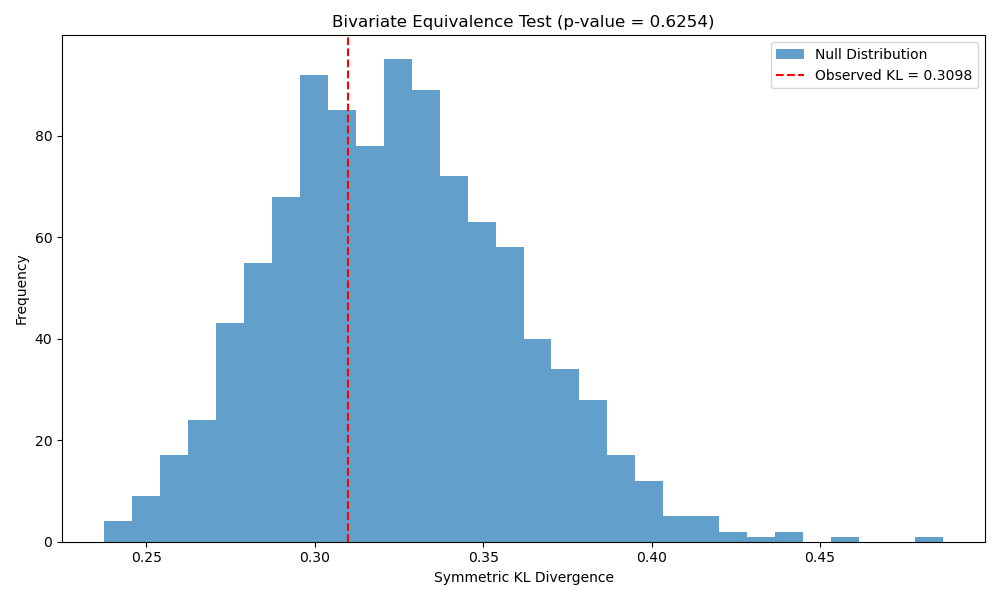 Bivariate Equivalence Test (p-value = 0.6254)
Null Distribution
Observed KL = 0.3098
Frequency
80
60
40
20
0
0.25 0.30 0.35 0.40 0.45
Symmetric KL Divergence